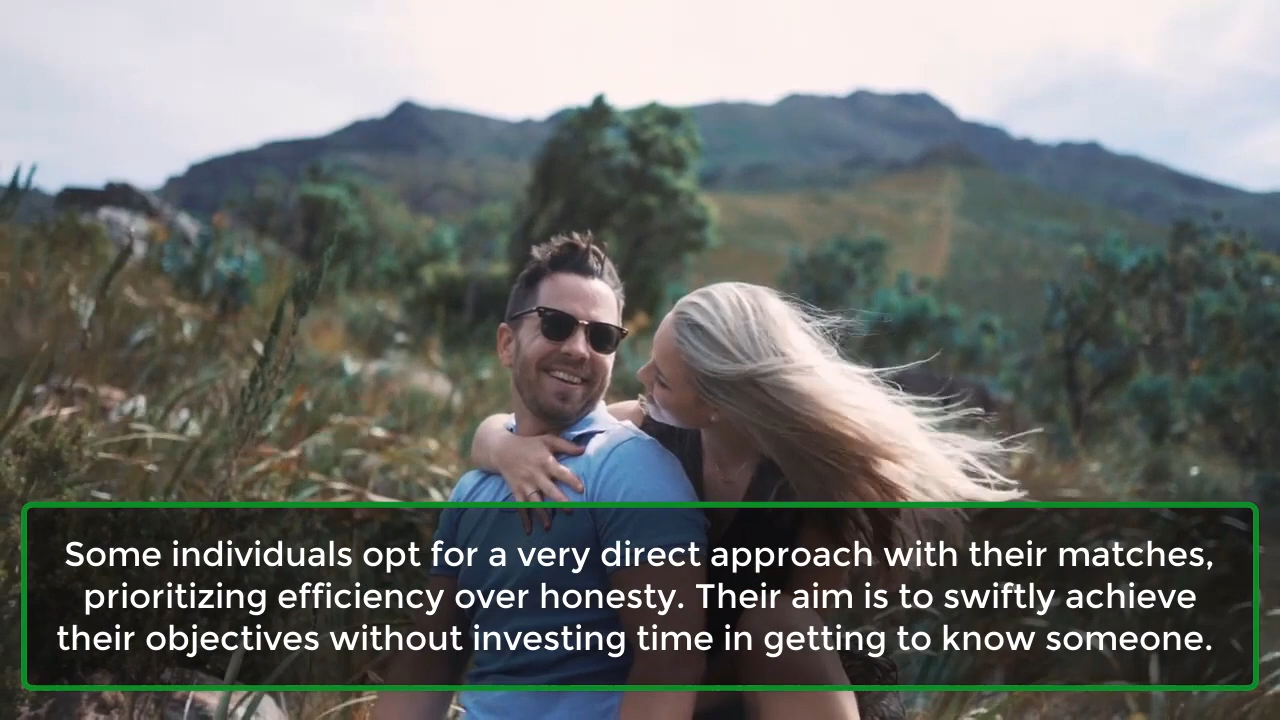 Some individuals opt for a very direct approach with their matches,
prioritizing efficiency over honesty. Their aim is to swiftly achieve
their objectives without investing time in getting to know someone.